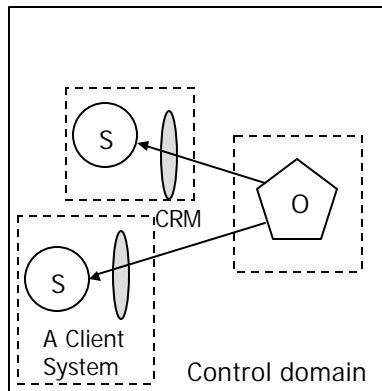 S
O
CRM
S
A Client
System
Control domain